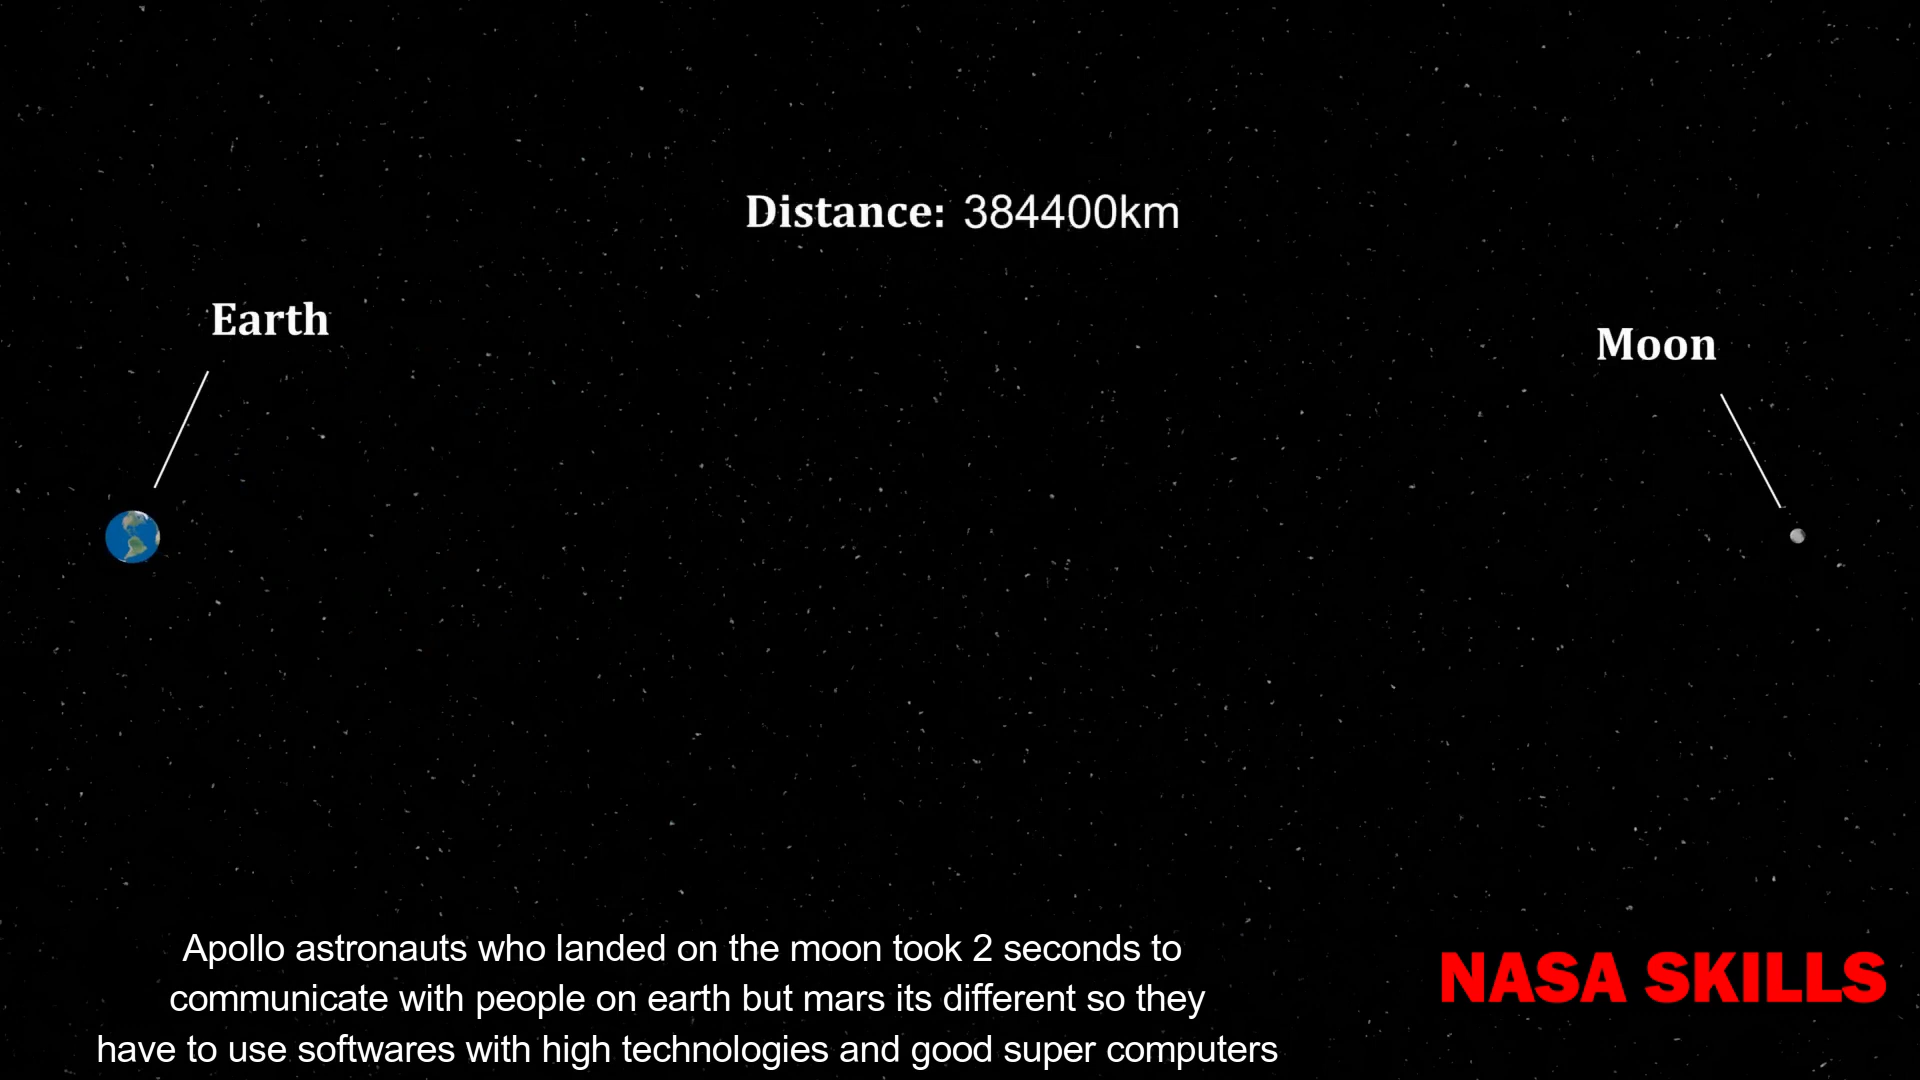 Distance: 384400km
Earth
Moon
Apollo astronauts who landed on the moon took 2 seconds to
communicate with people on earth but mars its different so they
have to use softwares with high technologies and good super computers
NASA SKILLS